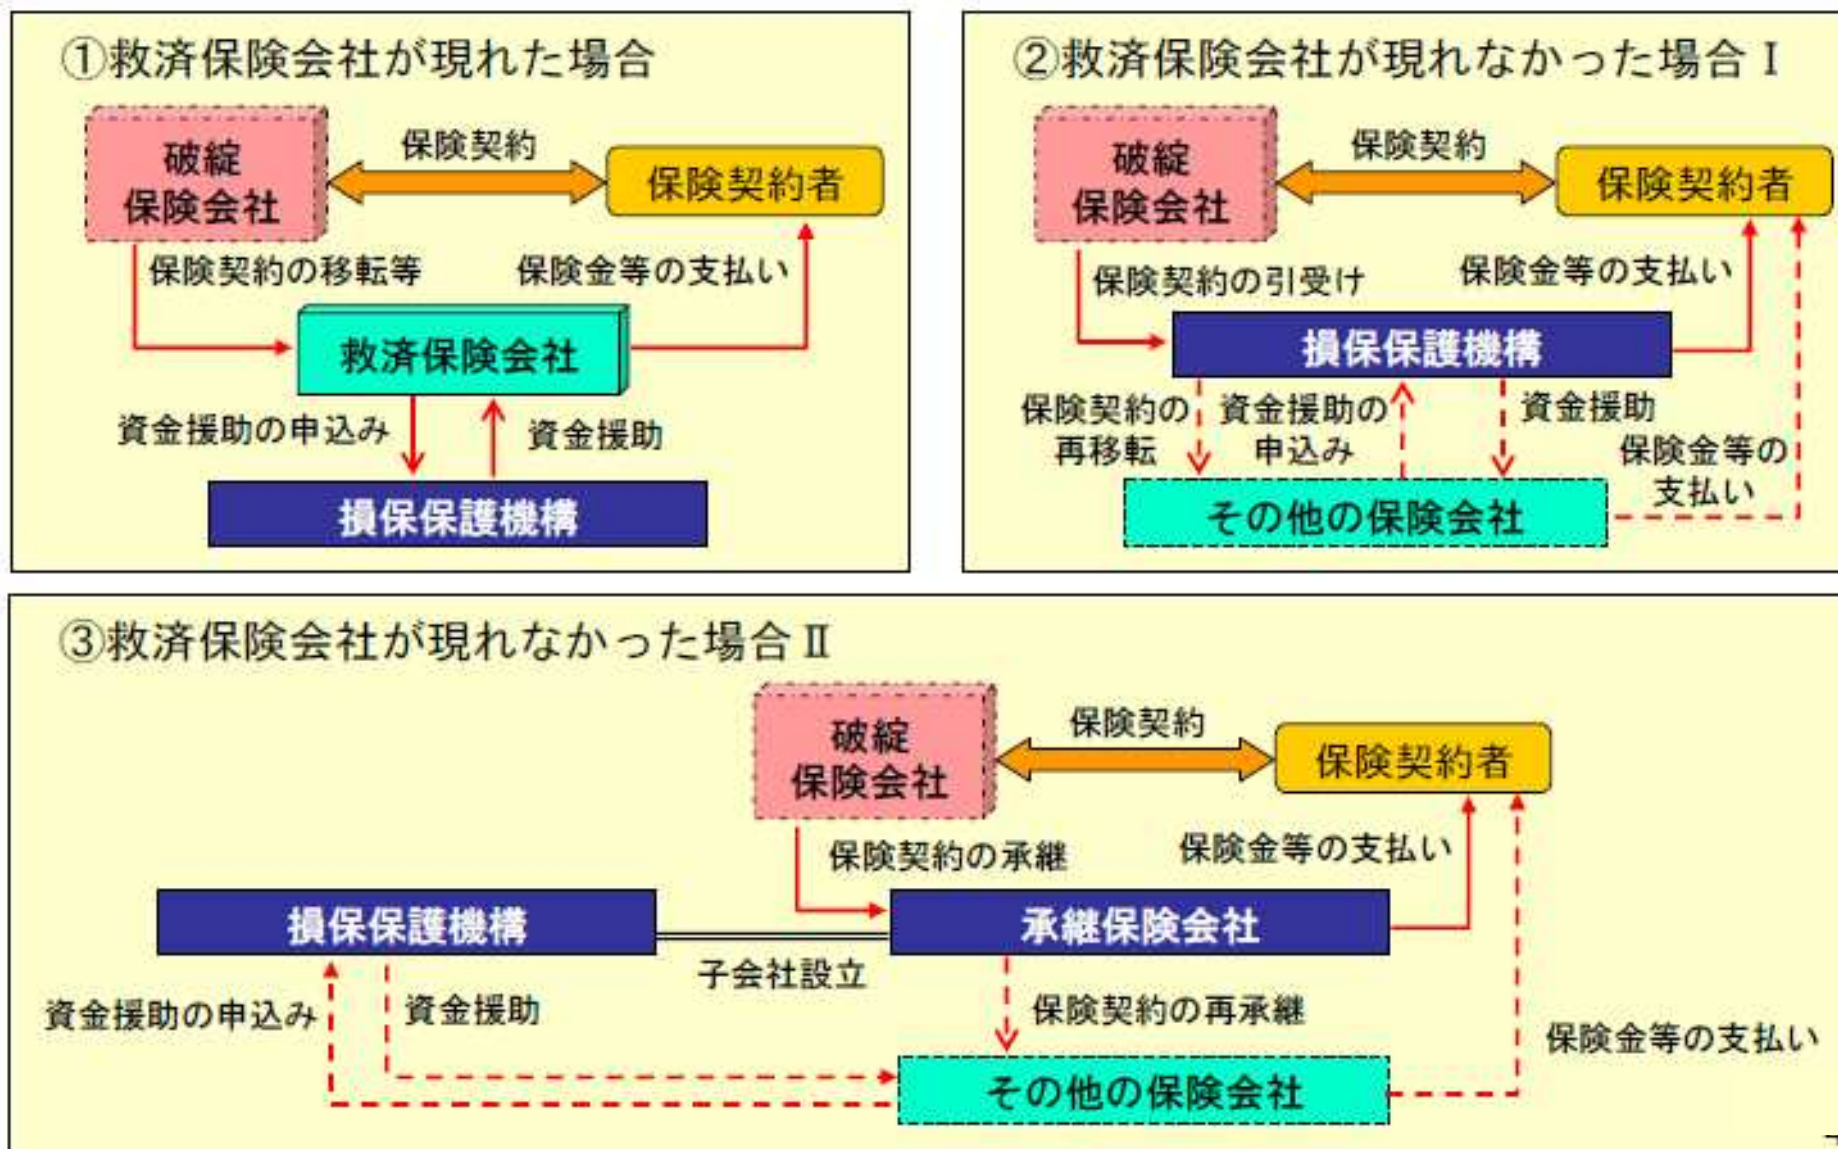 ①救済保険会社が現れた場合
破綻
保険会社
保険契約
保険契約者
保険契約の移転等
保険金等の支払い
救済保険会社
資金援助の申込み
資金援助
損保保護機構
②救済保険会社が現れなかった場合Ⅰ
破綻
保険会社
保険契約
保険契約者
保険契約の引受け
保険金等の支払い
損保保護機構
保険契約の
再移転
資金援助の
申込み
資金援助
保険金等の
支払い
その他の保険会社
③救済保険会社が現れなかった場合Ⅱ
破綻
保険会社
保険契約
保険契約者
保険契約の承継
保険金等の支払い
損保保護機構
子会社設立
承継保険会社
資金援助の申込み
資金援助
保険契約の再承継
保険金等の支払い
その他の保険会社